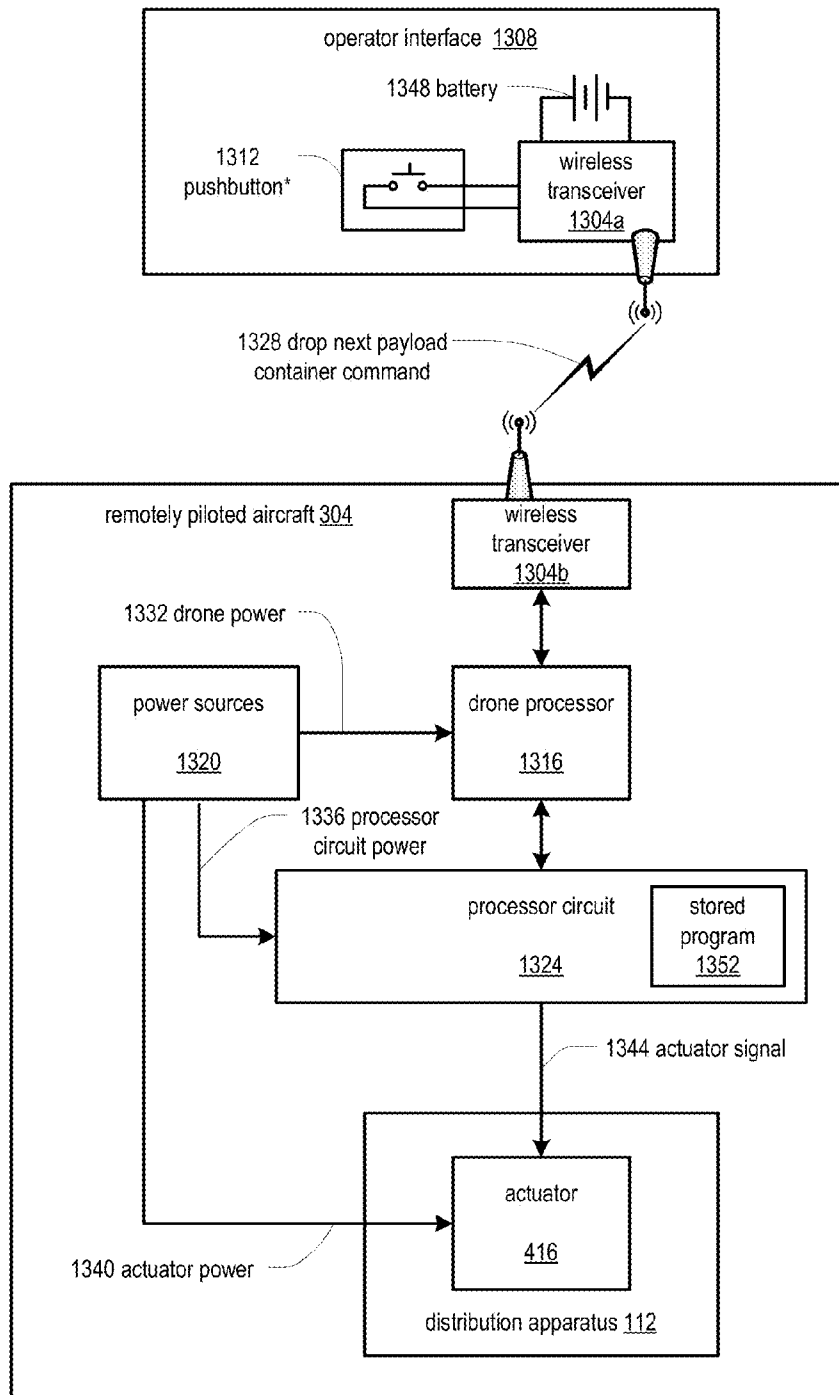 operator interface 1308
1348 battery
1312
pushbutton*
wireless
transceiver
1304a
1328 drop next payload
container command
remotely piloted aircraft 304
wireless
transceiver
1304b
1332 drone power
power sources
1320
drone processor
1316
1336 processor
circuit power
processor circuit
1324
stored
program
1352
1344 actuator signal
actuator
416
1340 actuator power
distribution apparatus 112